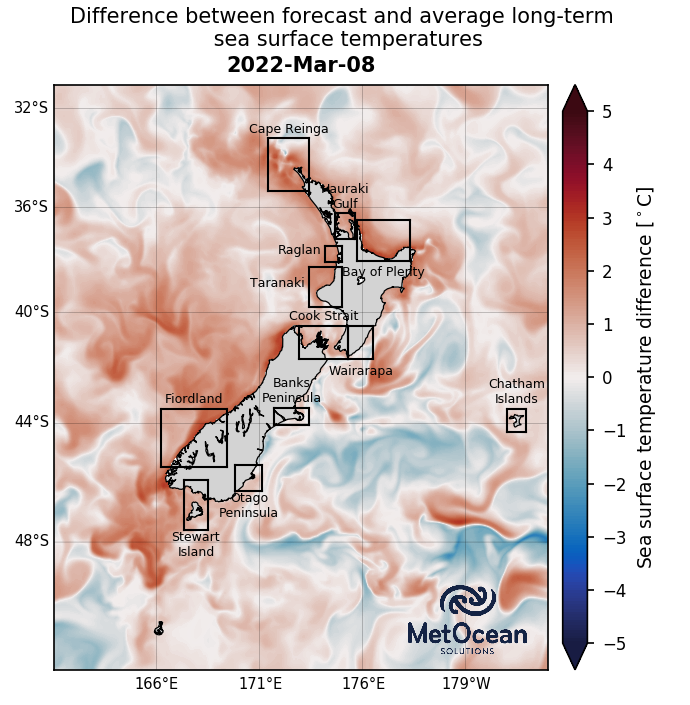 Difference between forecast and average long-term
sea surface temperatures
2022-Mar-08
32°S
36°S
40°S
44°S
48°S
166°E
171°E
176°E
179°W
Cape Reinga
Hauraki
Gulf
Raglan
Bay of Plenty
Taranaki
Cook Strait
Wairarapa
Banks
Peninsula
Chatham
Islands
Fiordland
Otago
Peninsula
Stewart
Island
MetOcean
SOLUTIONS
5
4
3
2
1
0
−1
−2
−3
−4
−5
Sea surface temperature difference [°C]